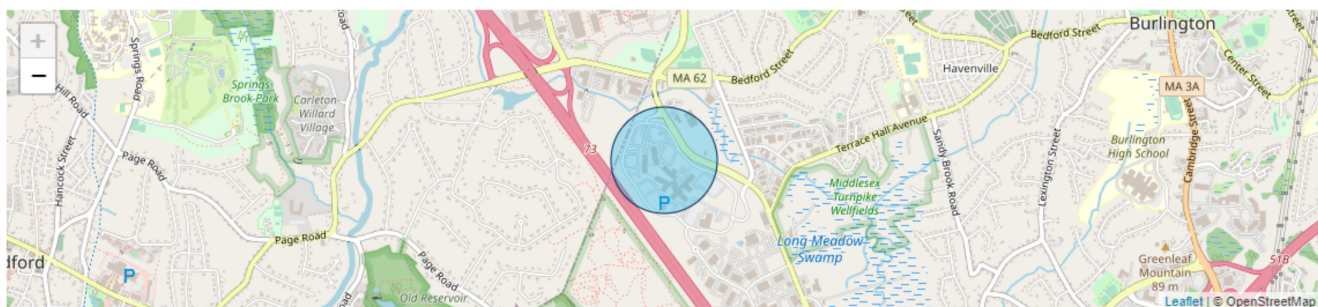 +
−
Springs Road
Hill Road
Hancock Street
Page Road
Springs
Brook Park
Carleton-
Willard
Village
Page Road
Page Road
Old Reservoir
dford
P
73
P
MA 62
Bedford Street
Havenville
Bedford Street
Burlington
Center Street
MA 3A
Terrace Hall Avenue
Sandy Brook Road
Lexington Street
Cambridge Street
Burlington
High School
Middlesex
Turnpike
Wellfields
Long Meadow
Swamp
Greenleaf
Mountain
89 m
51B
Leaflet | © OpenStreetMap